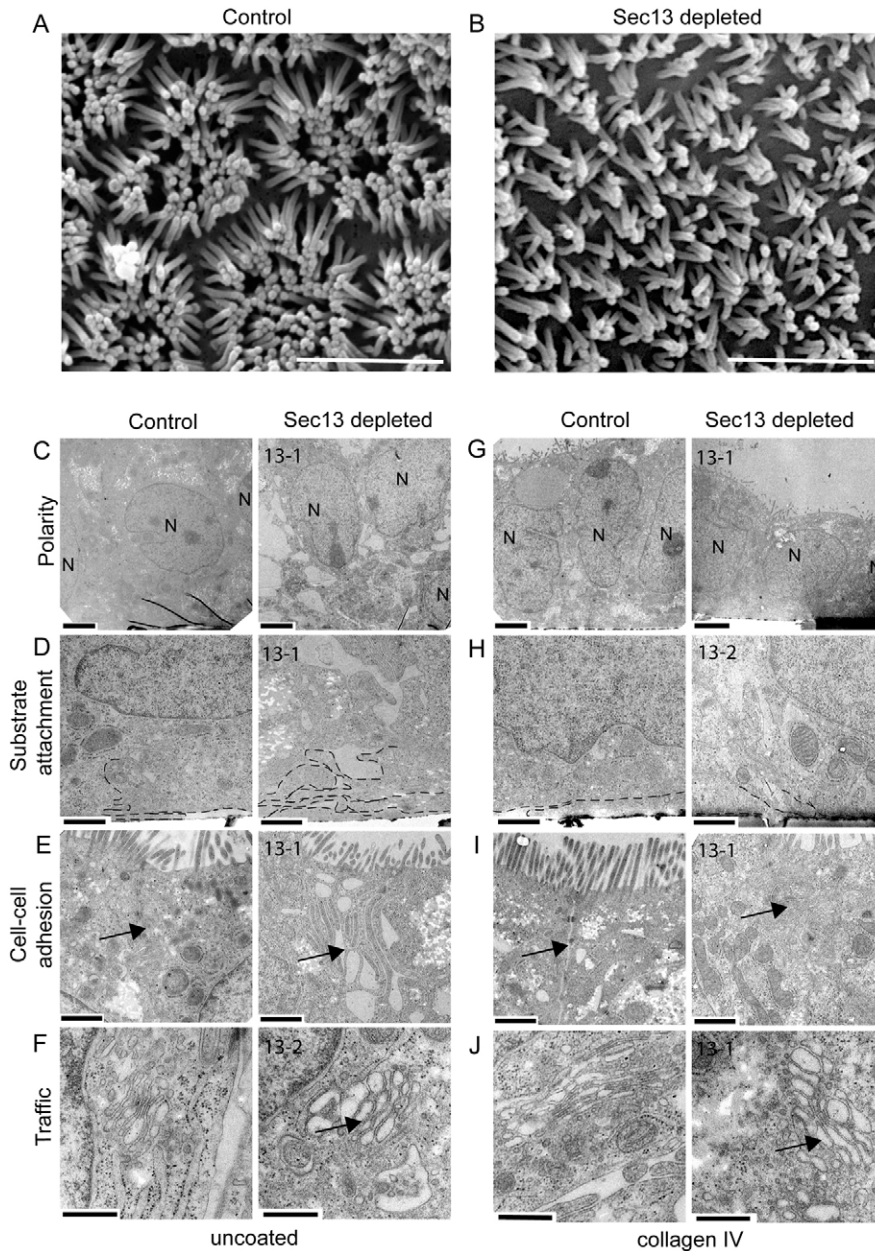 A Control B Sec13 depleted
Control Sec13 depleted Control Sec13 depleted
C 13-1 G 13-1
Polarity
N N N N N N N N N N N
D 13-1 H 13-2
Substrate attachment
E 13-1 I 13-1
Cell-cell adhesion
F 13-2 J 13-1
Traffic
uncoated collagen IV